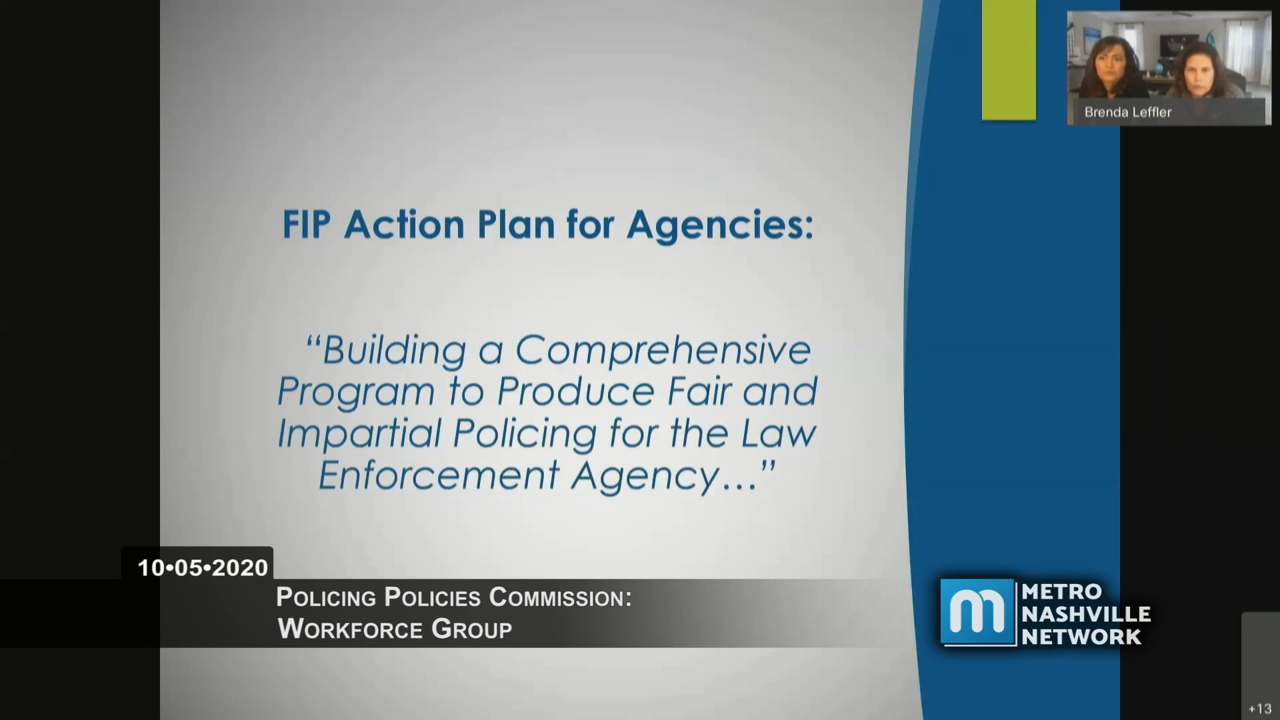 Brenda Leffler
FIP Action Plan for Agencies:
“Building a Comprehensive
Program to Produce Fair and
Impartial Policing for the Law
Enforcement Agency…”
10•05•2020
Policing Policies Commission:
Workforce Group
m
METRO
NASHVILLE
NETWORK
+13